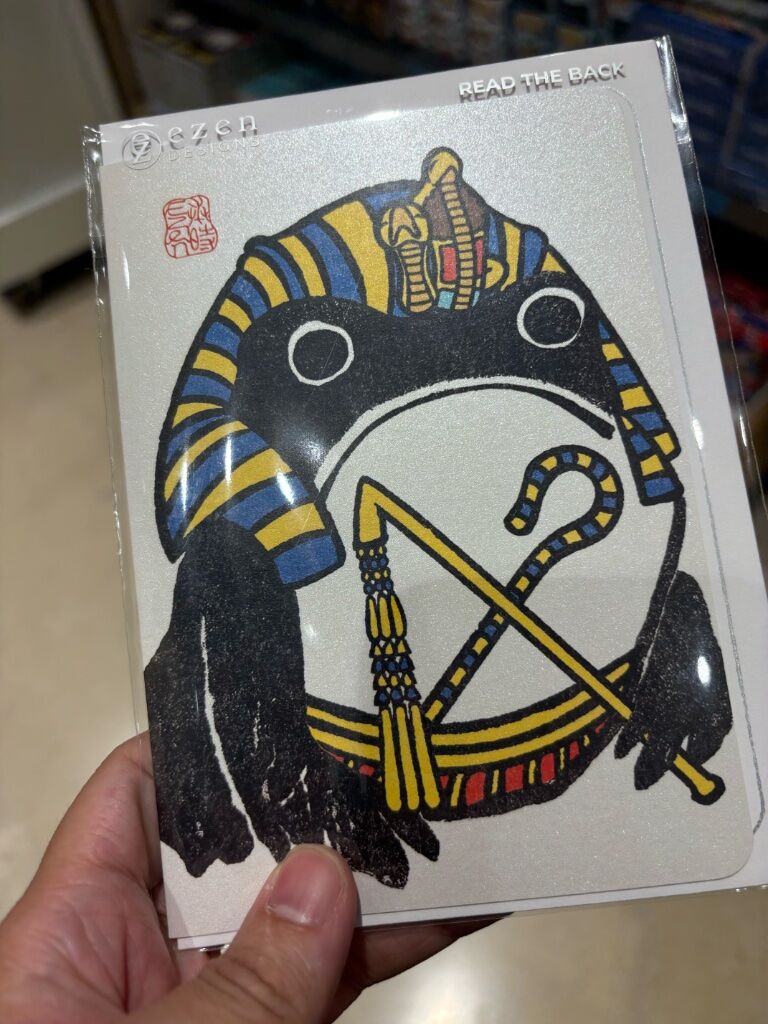 READ THE BACK
ezen
DESIGNS